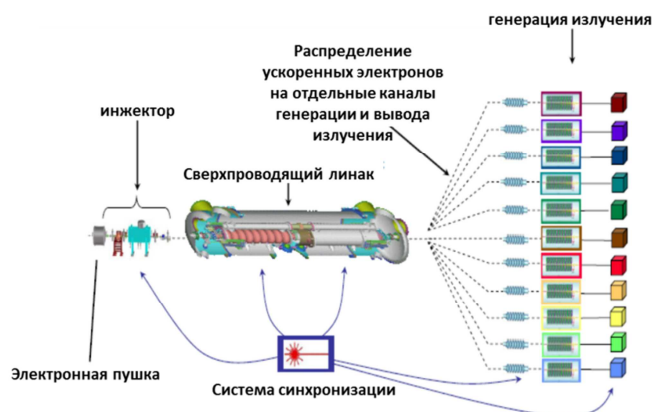 генерация излучения
Распределение
ускоренных электронов
на отдельные каналы
генерации и вывода
излучения
инжектор
Сверхпроводящий линак
Электронная пушка
Система синхронизации